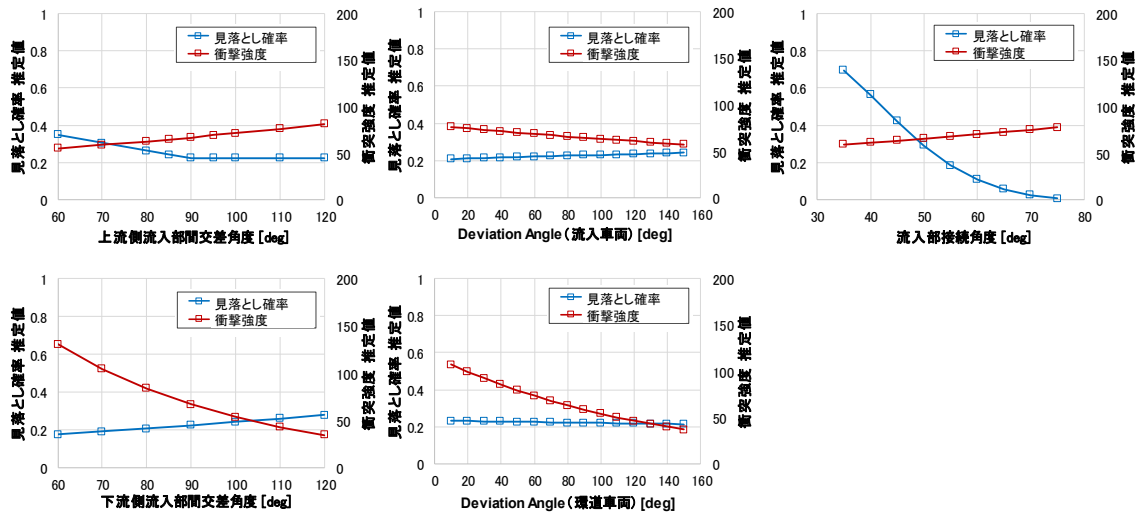 見落とし確率 推定値
1
0.8
0.6
0.4
0.2
0
200
150
100
50
0
衝突強度 推定値
見落とし確率
衝撃強度
60 70 80 90 100 110 120
上流側流入部間交差角度 [deg]
見落とし確率 推定値
1
0.8
0.6
0.4
0.2
0
200
150
100
50
0
衝突強度 推定値
見落とし確率
衝撃強度
0 20 40 60 80 100 120 140 160
Deviation Angle（流入車両） [deg]
見落とし確率 推定値
1
0.8
0.6
0.4
0.2
0
200
150
100
50
0
衝突強度 推定値
見落とし確率
衝撃強度
30 40 50 60 70 80
流入部接続角度 [deg]
見落とし確率 推定値
1
0.8
0.6
0.4
0.2
0
200
150
100
50
0
衝突強度 推定値
見落とし確率
衝撃強度
60 70 80 90 100 110 120
下流側流入部間交差角度 [deg]
見落とし確率 推定値
1
0.8
0.6
0.4
0.2
0
200
150
100
50
0
衝突強度 推定値
見落とし確率
衝撃強度
0 20 40 60 80 100 120 140 160
Deviation Angle（環道車両） [deg]